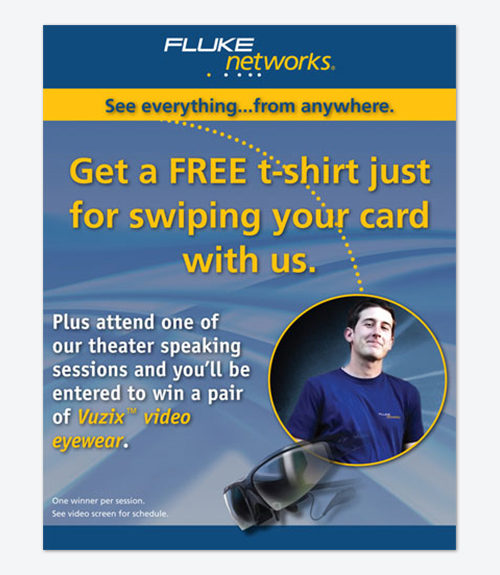 FLUKE
networks®
See everything...from anywhere.
Get a FREE t-shirt just
for swiping your card
with us.
Plus attend one of
our theater speaking
sessions and you'll be
entered to win a pair
of Vuzix™ video
eyewear.
FLUKE
networks
One winner per session.
See video screen for schedule.